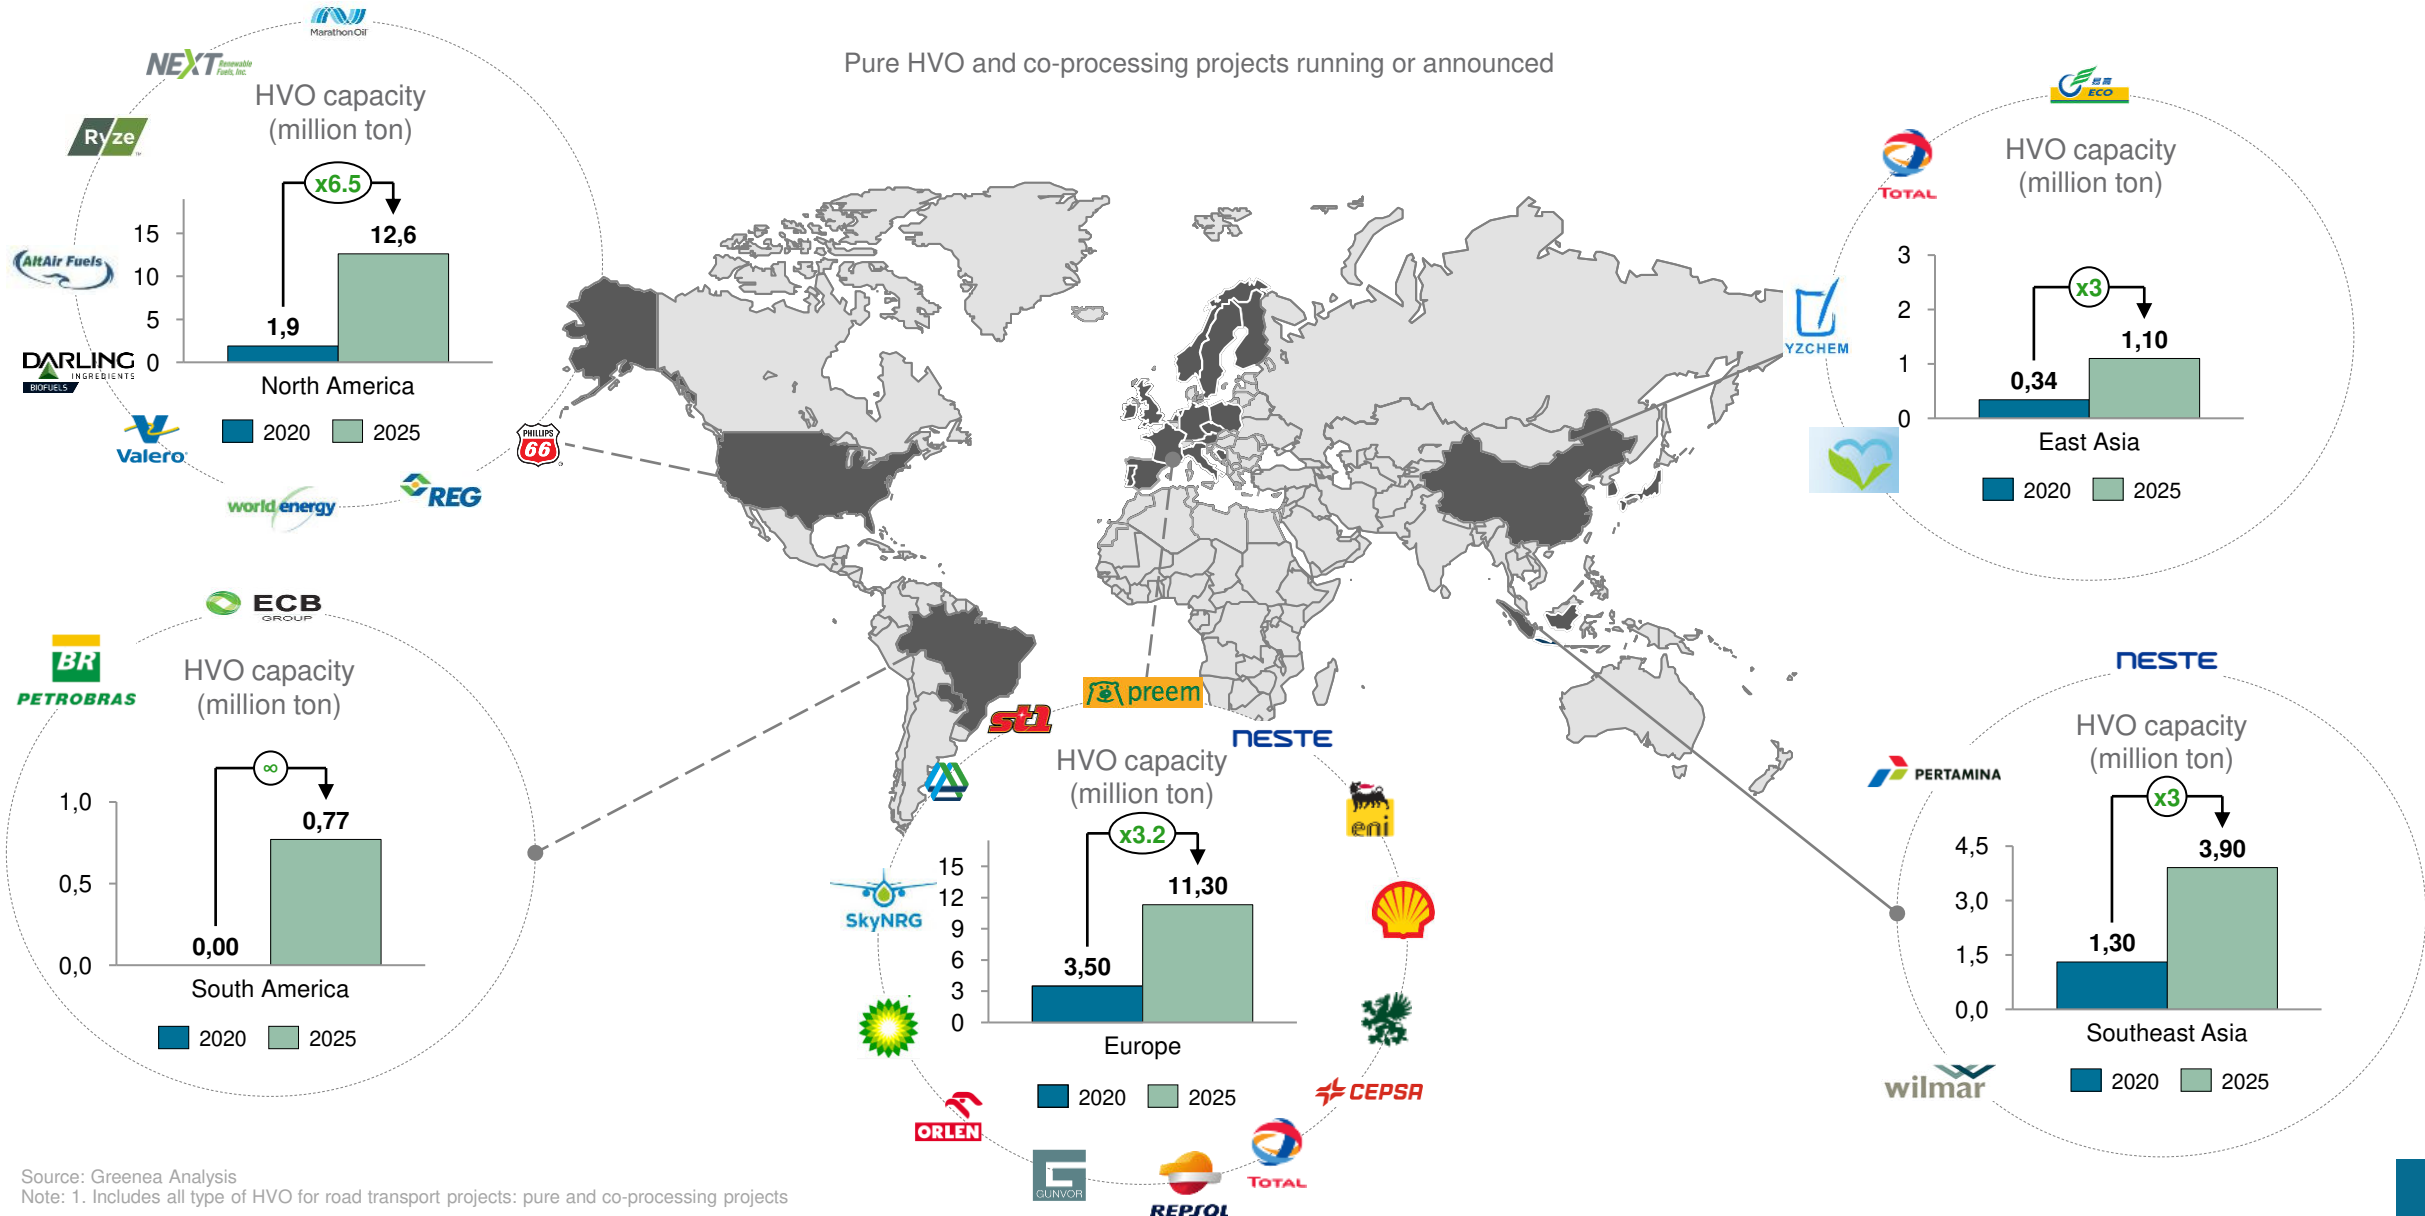 Pure HVO and co-processing projects running or announced
MarathonOil
NEXT Renewable Fuels, Inc.
Ryze
AltAir Fuels
DARLING
INGREDIENTS
BIOFUELS
Valero
world energy
REG
PHILLIPS
66
HVO capacity
(million ton)
x6.5
15
10
5
0
1,9
12,6
North America
2020
2025
ECO
TOTAL
YZCHEM
HVO capacity
(million ton)
3
2
1
0
x3
0,34
1,10
East Asia
2020
2025
ECB
GROUP
BR
PETROBRAS
HVO capacity
(million ton)
∞
1,0
0,5
0,0
0,00
0,77
South America
2020
2025
preem
st1
NESTE
eni
SkyNRG
CEPSA
ORLEN
GUNVOR
REPSOL
TOTAL
HVO capacity
(million ton)
x3.2
15
12
9
6
3
0
3,50
11,30
Europe
2020
2025
NESTE
PERTAMINA
wilmar
HVO capacity
(million ton)
x3
4,5
3,0
1,5
0,0
1,30
3,90
Southeast Asia
2020
2025
Source: Greenea Analysis
Note: 1. Includes all type of HVO for road transport projects: pure and co-processing projects